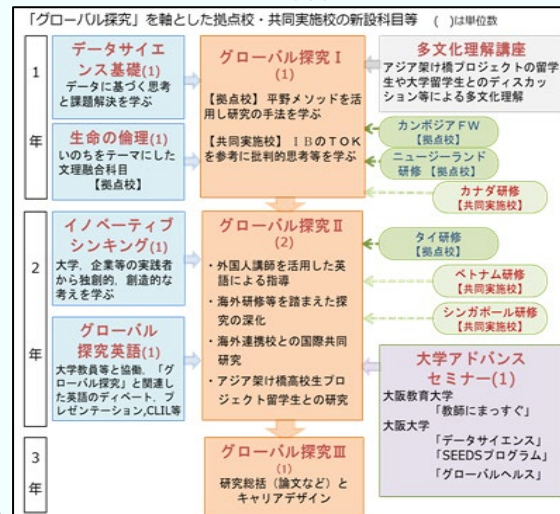 「グローバル探究」を軸とした拠点校・共同実施校の新設科目等　(　)は単位数
1
年
データサイ
エンス基礎(1)
データに基づく思考
と課題解決を学ぶ
生命の倫理(1)
いのちをテーマにした
文理融合科目
【拠点校】
グローバル探究Ⅰ
(1)
【拠点校】平野メソッドを活
用し研究の手法を学ぶ
【共同実施校】ＩＢのＴＯＫ
を参考に批判的思考等を学ぶ
多文化理解講座
アジア架け橋プロジェクトの留学
生や大学留学生とのディスカッ
ション等による多文化理解
カンボジアＦＷ
【拠点校】
ニュージーランド
研修【拠点校】
カナダ研修
【共同実施校】
2
年
イノベーティブ
シンキング(1)
大学，企業等の実践者
から独創的，創造的な
考えを学ぶ
グローバル
探究英語(1)
大学教員等と協働，「グ
ローバル探究」と関連し
た英語のディベート，プ
レゼンテーション,CLIL等
グローバル探究Ⅱ
(2)
・外国人講師を活用した英
語による指導
・海外研修等を踏まえた探
究の深化
・海外連携校との国際共同
研究
・アジア架け橋高校生プロ
ジェクト留学生との研究
タイ研修
【拠点校】
ベトナム研修
【共同実施校】
シンガポール研修
【共同実施校】
大学アドバンス
セミナー(1)
大阪教育大学
「教師にまっすぐ」
大阪大学
「データサイエンス」
「SEEDSプログラム」
「グローバルヘルス」
3
年
グローバル探究Ⅲ
(1)
研究総括（論文など）と
キャリアデザイン